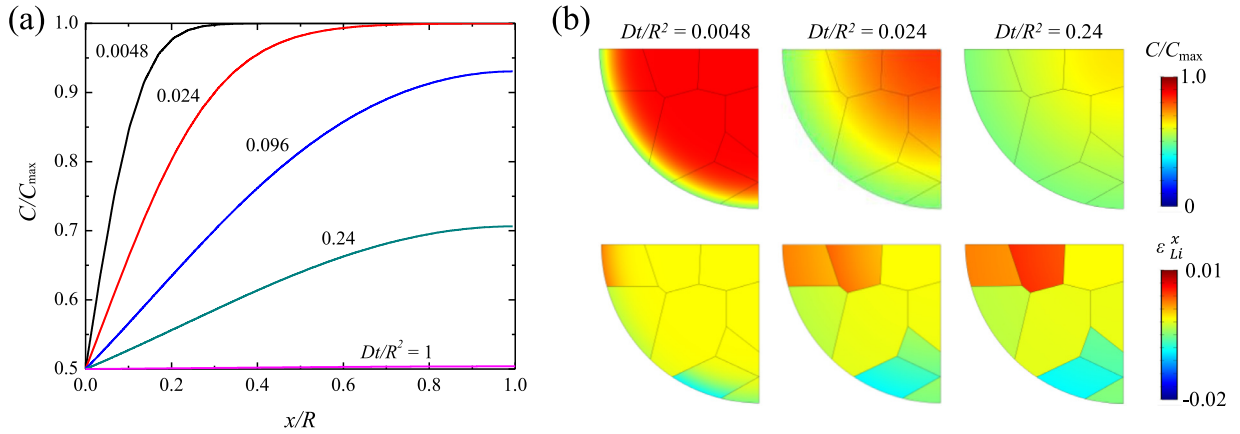 (a)
1.0
0.9
0.8
0.7
0.6
0.5
C/Cmax
0.0048
0.024
0.096
0.24
Dt/R² = 1
0.0 0.2 0.4 0.6 0.8 1.0
x/R
(b)
Dt/R² = 0.0048 Dt/R² = 0.024 Dt/R² = 0.24
C/Cmax
1.0
0
ε_Li^x
0.01
-0.02